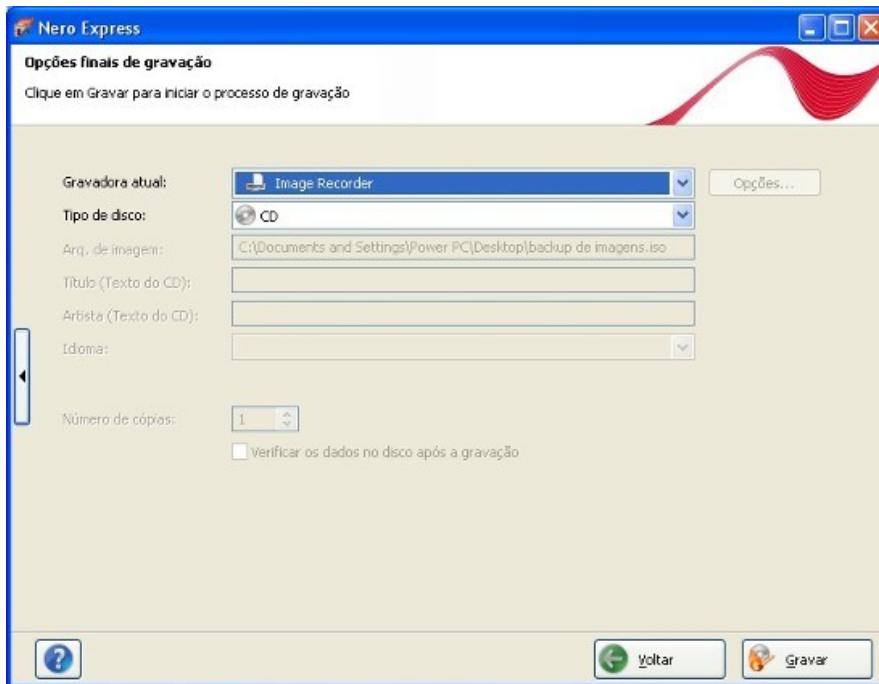 Nero Express
Opções finais de gravação
Clique em Gravar para iniciar o processo de gravação
Gravadora atual: Image Recorder Opções...
Tipo de disco: CD
Arq. de imagem: C:\Documents and Settings\Power PC\Desktop\backup de imagens.iso
Título (Texto do CD):
Artista (Texto do CD):
Idioma:
Número de cópias: 1
Verificar os dados no disco após a gravação
? Voltar Gravar